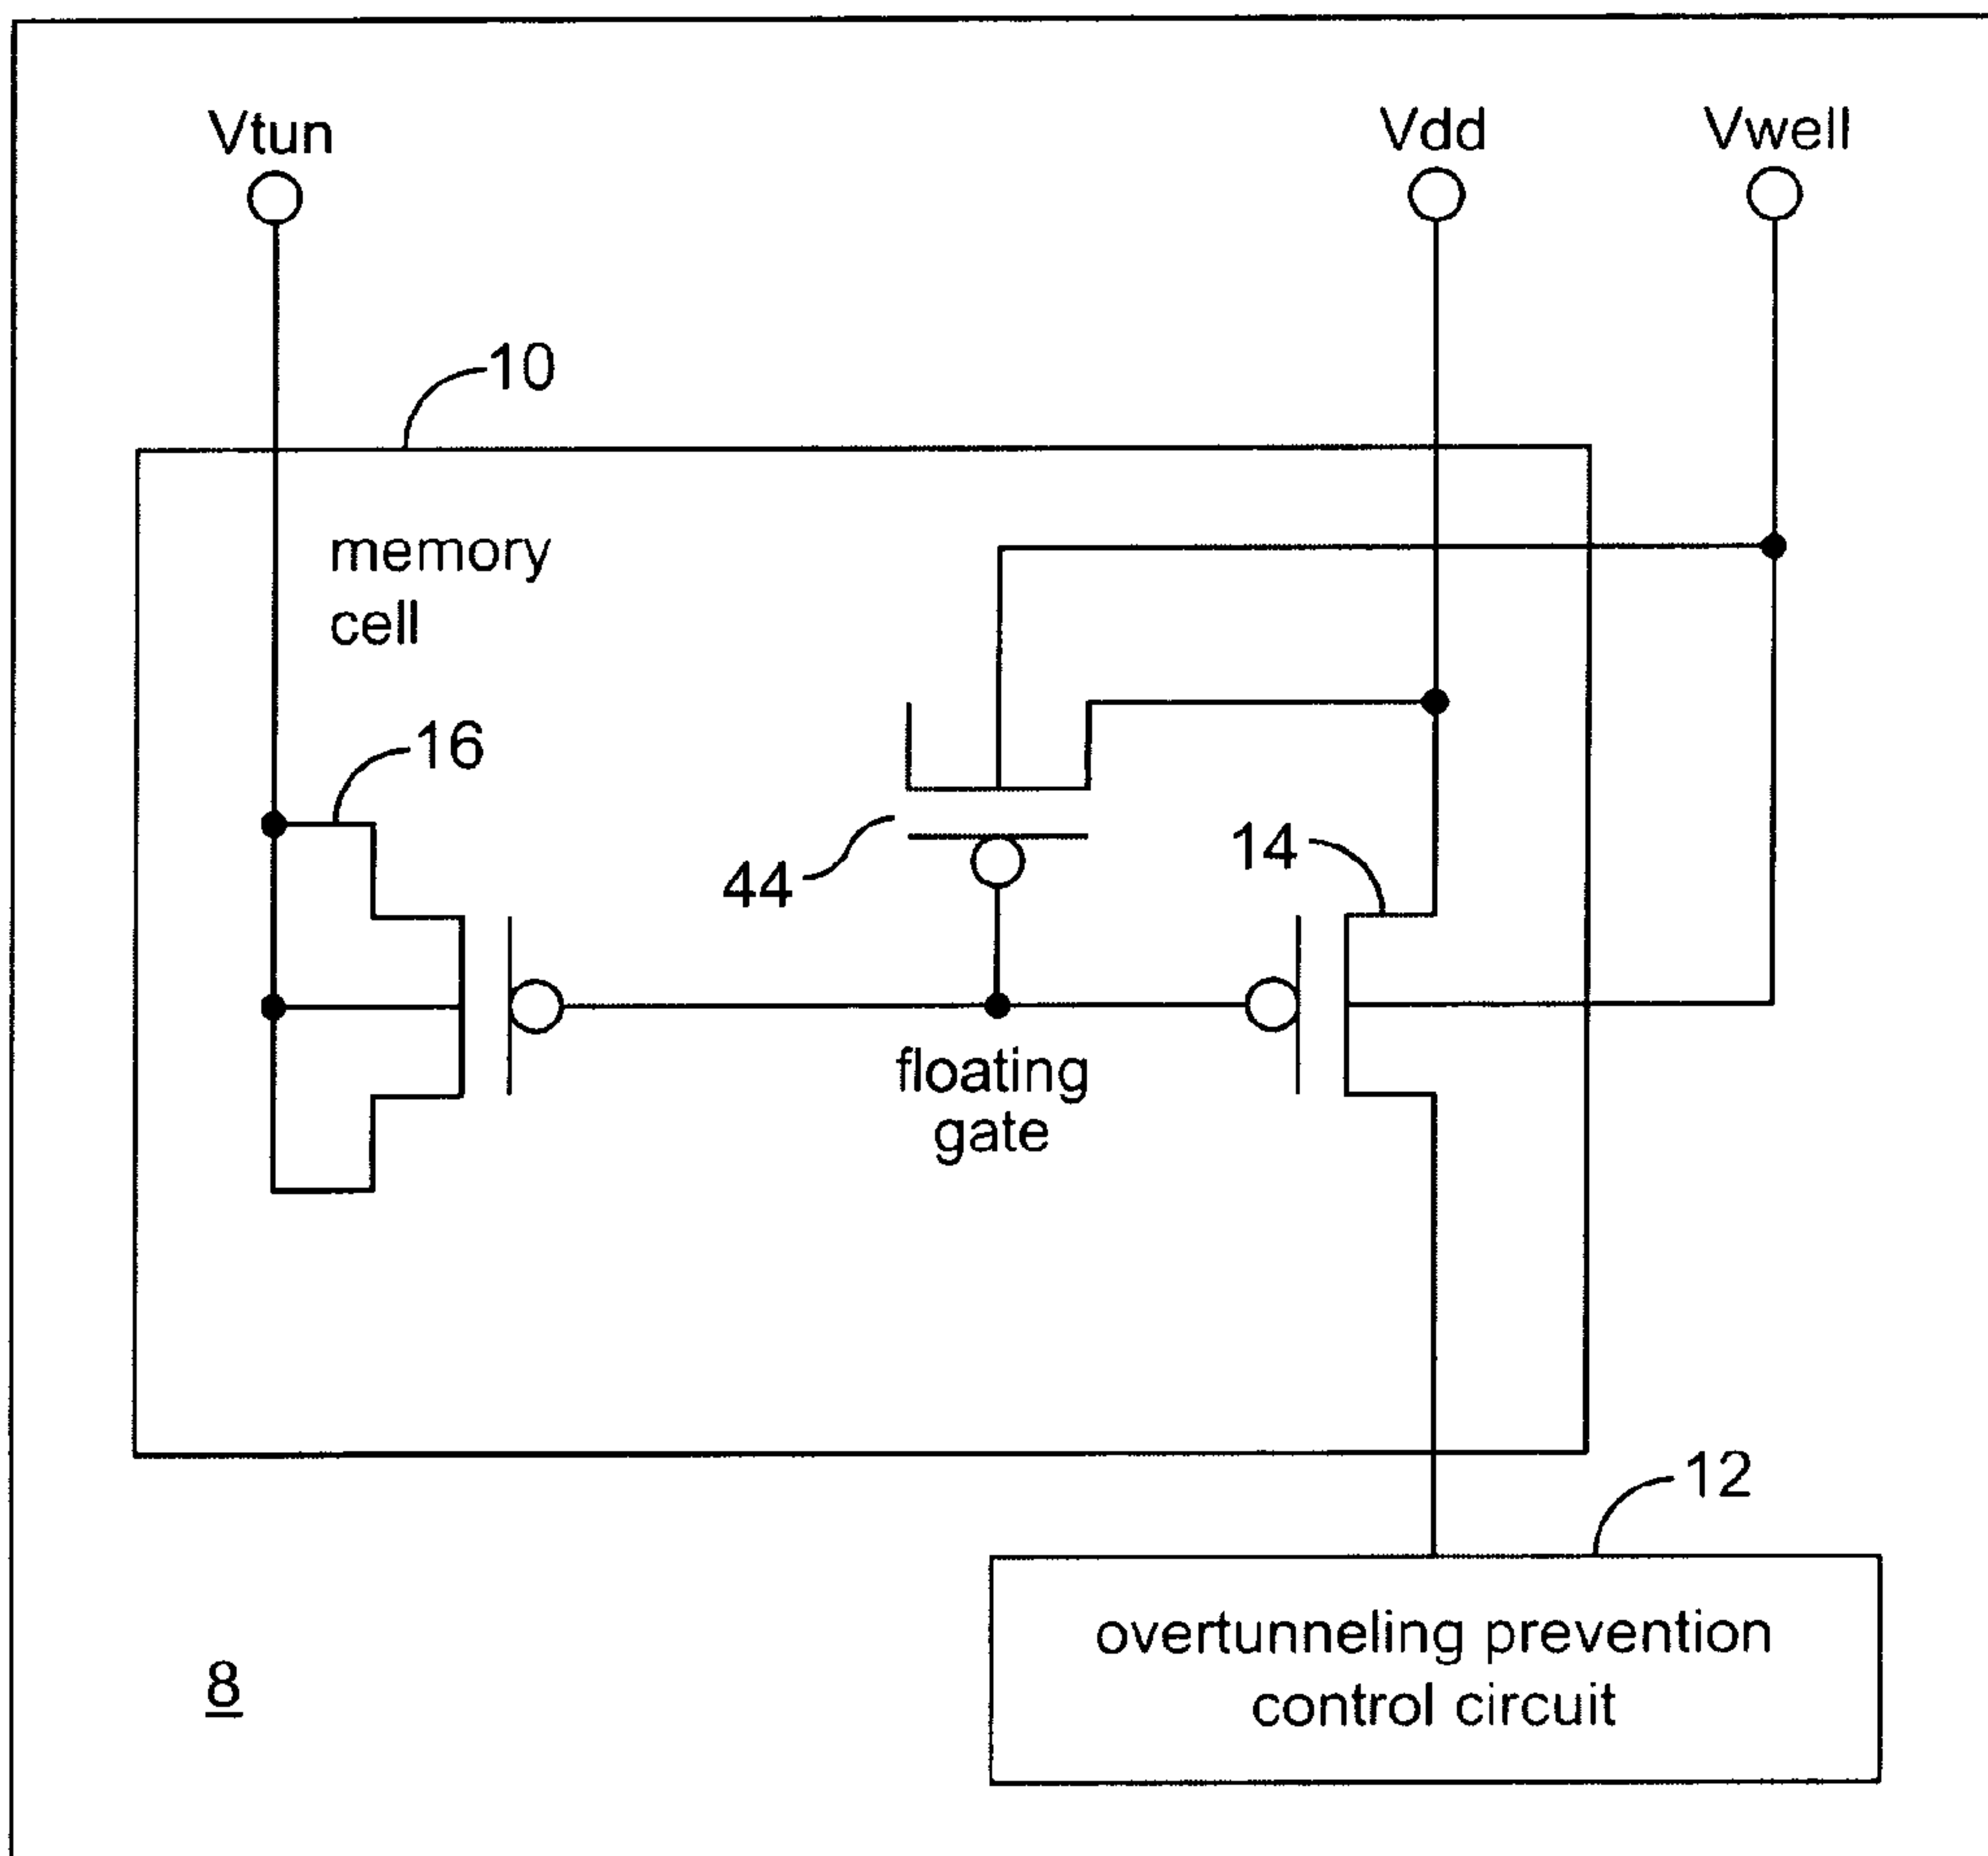 Vtun
Vdd
Vwell
10
memory
cell
16
44
14
floating
gate
12
overtunneling prevention
control circuit
8